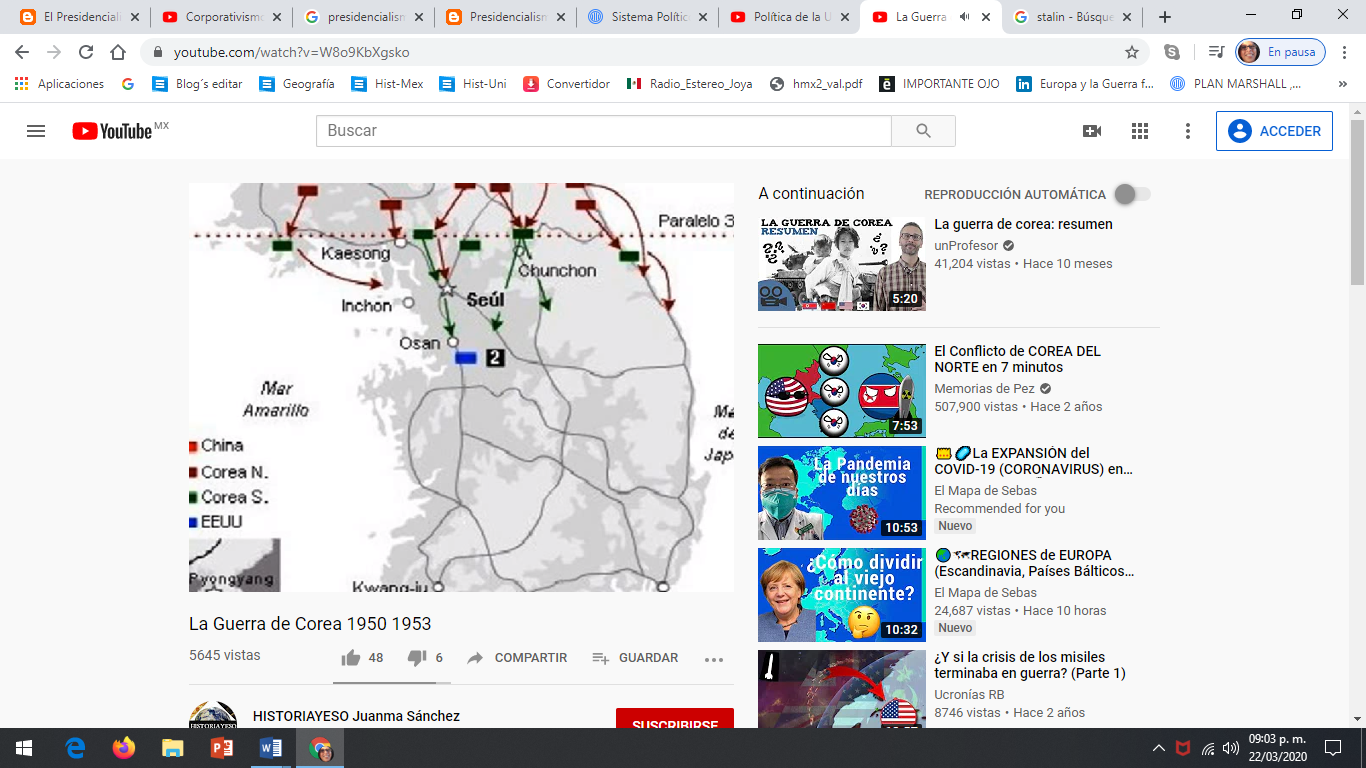 El Presidenciali
Corporativismo
presidencialism
Presidencialism
Sistema Polític
Política de la U
La Guerra
stalin - Búsque
youtube.com/watch?v=W8o9KbXgsko
En pausa
Aplicaciones
Blog´s editar
Geografía
Hist-Mex
Hist-Uni
Convertidor
Radio_Estereo_Joya
hmx2_val.pdf
IMPORTANTE OJO
Europa y la Guerra f...
PLAN MARSHALL ,...
YouTube MX
Buscar
ACCEDER
Paralelo 3
Kaesong
Chunchon
Inchon
Seúl
Osan
2
Mar
Amarillo
Ma
de
Jap
China
Corea N.
Corea S.
EEUU
Pyongyang
Kwang-ju
La Guerra de Corea 1950 1953
5645 vistas
48
6
COMPARTIR
GUARDAR
HISTORIAYESO
HISTORIAYESO Juanma Sánchez
SUSCRIBIRSE
A continuación
REPRODUCCIÓN AUTOMÁTICA
LA GUERRA DE COREA
RESUMEN
5:20
La guerra de corea: resumen
unProfesor
41,204 vistas • Hace 10 meses
7:53
El Conflicto de COREA DEL
NORTE en 7 minutos
Memorias de Pez
507,900 vistas • Hace 2 años
La Pandemia
de nuestros
días
10:53
La EXPANSIÓN del
COVID-19 (CORONAVIRUS) en...
El Mapa de Sebas
Recommended for you
Nuevo
¿Cómo dividir
al viejo
continente?
10:32
REGIONES de EUROPA
(Escandinavia, Países Bálticos...
El Mapa de Sebas
24,687 vistas • Hace 10 horas
Nuevo
¿Y si la crisis de los misiles
terminaba en guerra? (Parte 1)
Ucronías RB
8746 vistas • Hace 2 años
09:03 p. m.
22/03/2020